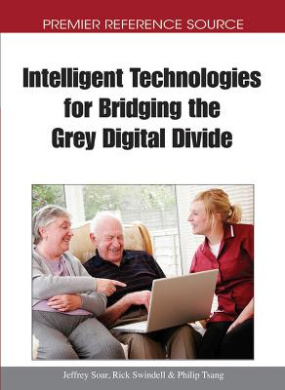 PREMIER REFERENCE SOURCE
Intelligent Technologies
for Bridging the
Grey Digital Divide
Jeffrey Soar, Rick Swindell & Philip Tsang